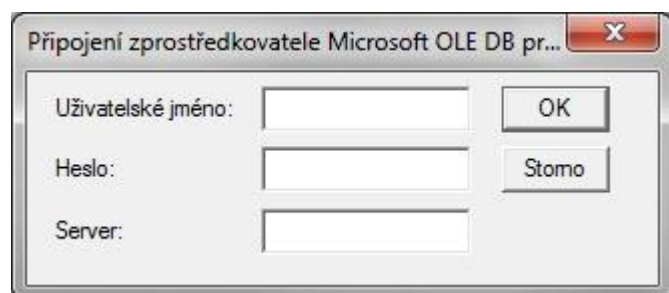 Připojení zprostředkovatele Microsoft OLE DB pr...
Uživatelské jméno:
OK
Heslo:
Storno
Server: